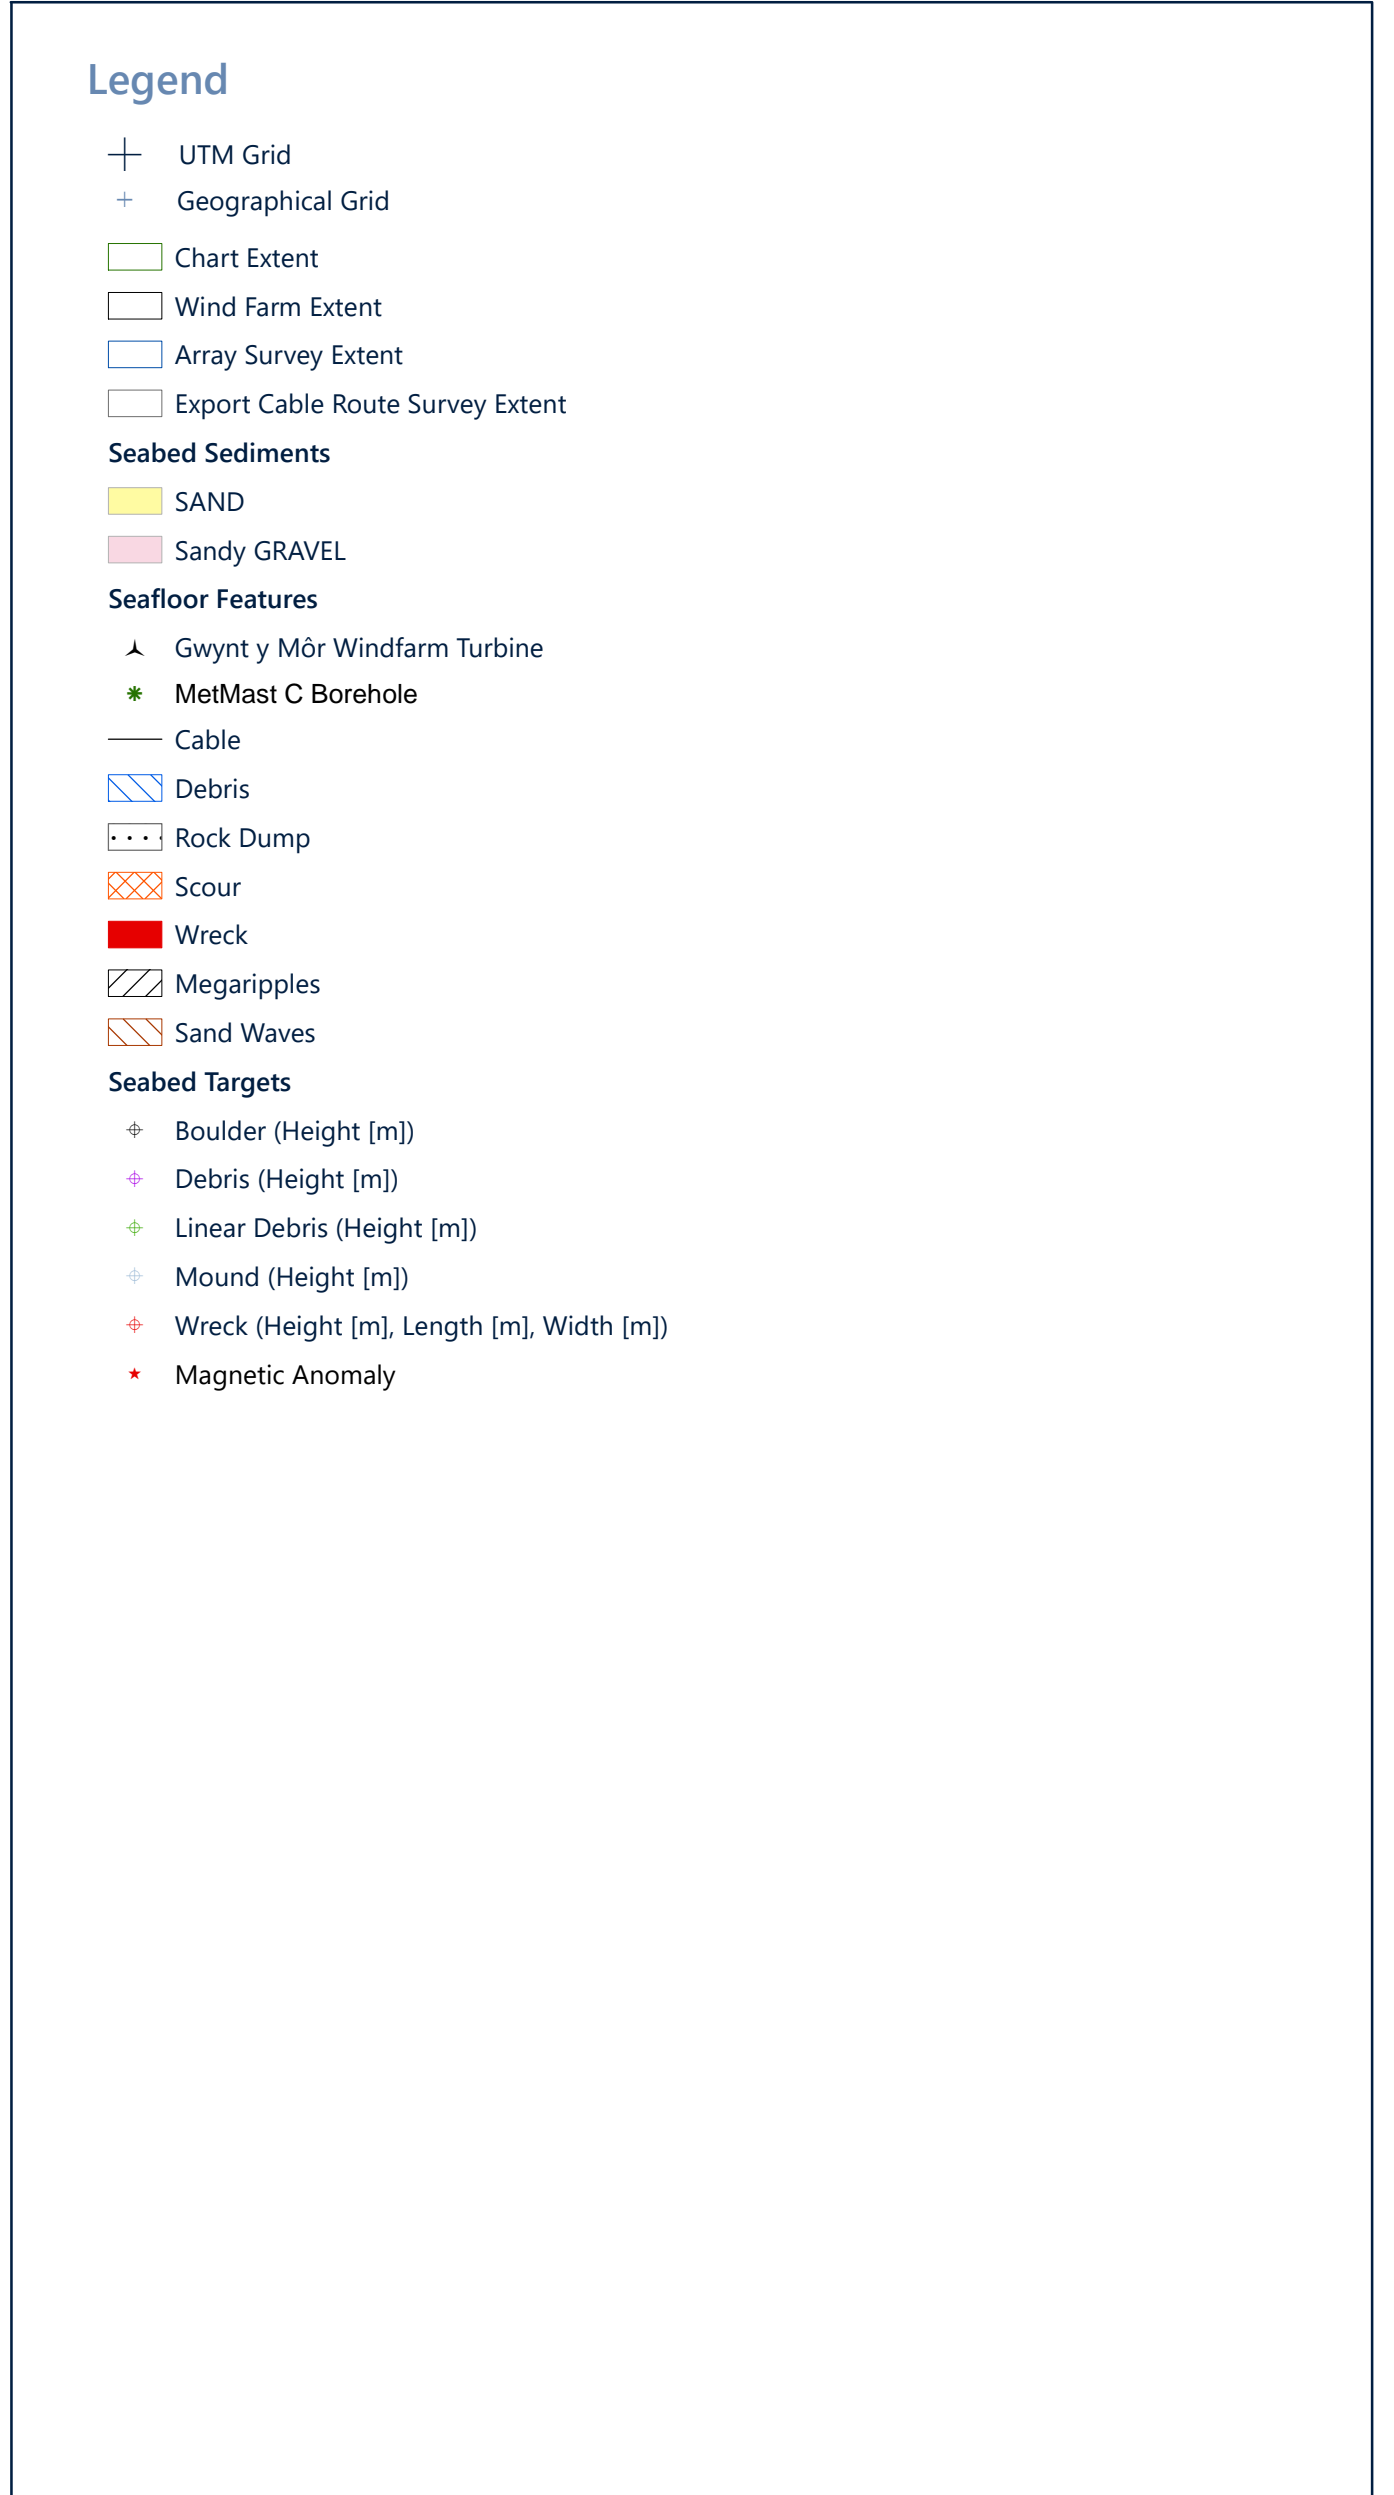 Legend
UTM Grid
Geographical Grid
Chart Extent
Wind Farm Extent
Array Survey Extent
Export Cable Route Survey Extent
Seabed Sediments
SAND
Sandy GRAVEL
Seafloor Features
Gwynt y Môr Windfarm Turbine
MetMast C Borehole
Cable
Debris
Rock Dump
Scour
Wreck
Megaripples
Sand Waves
Seabed Targets
Boulder (Height [m])
Debris (Height [m])
Linear Debris (Height [m])
Mound (Height [m])
Wreck (Height [m], Length [m], Width [m])
Magnetic Anomaly